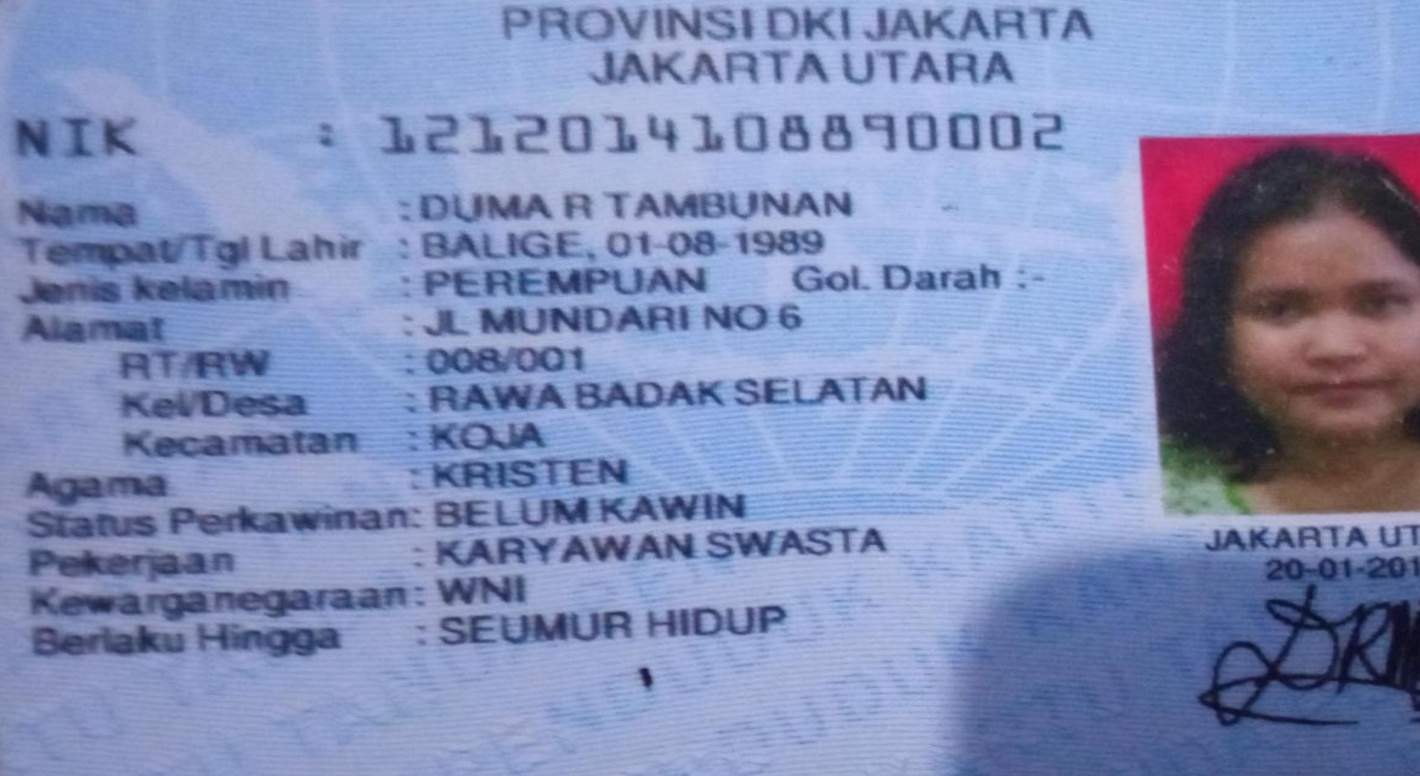 PROVINSI DKI JAKARTA
JAKARTA UTARA
NIK : 1212014108890002
Nama : DUMA R TAMBUNAN
Tempat/Tgl Lahir : BALIGE, 01-08-1989
Jenis kelamin : PEREMPUAN Gol. Darah :-
Alamat : JL MUNDARI NO 6
RT/RW : 008/001
Kel/Desa : RAWA BADAK SELATAN
Kecamatan : KOJA
Agama : KRISTEN
Status Perkawinan: BELUM KAWIN
Pekerjaan : KARYAWAN SWASTA
Kewarganegaraan: WNI
Berlaku Hingga : SEUMUR HIDUP
JAKARTA UT
20-01-201